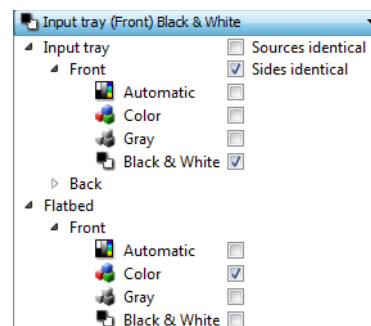 Input tray (Front) Black & White
Input tray Sources identical
Front Sides identical
Automatic
Color
Gray
Black & White
Back
Flatbed
Front
Automatic
Color
Gray
Black & White